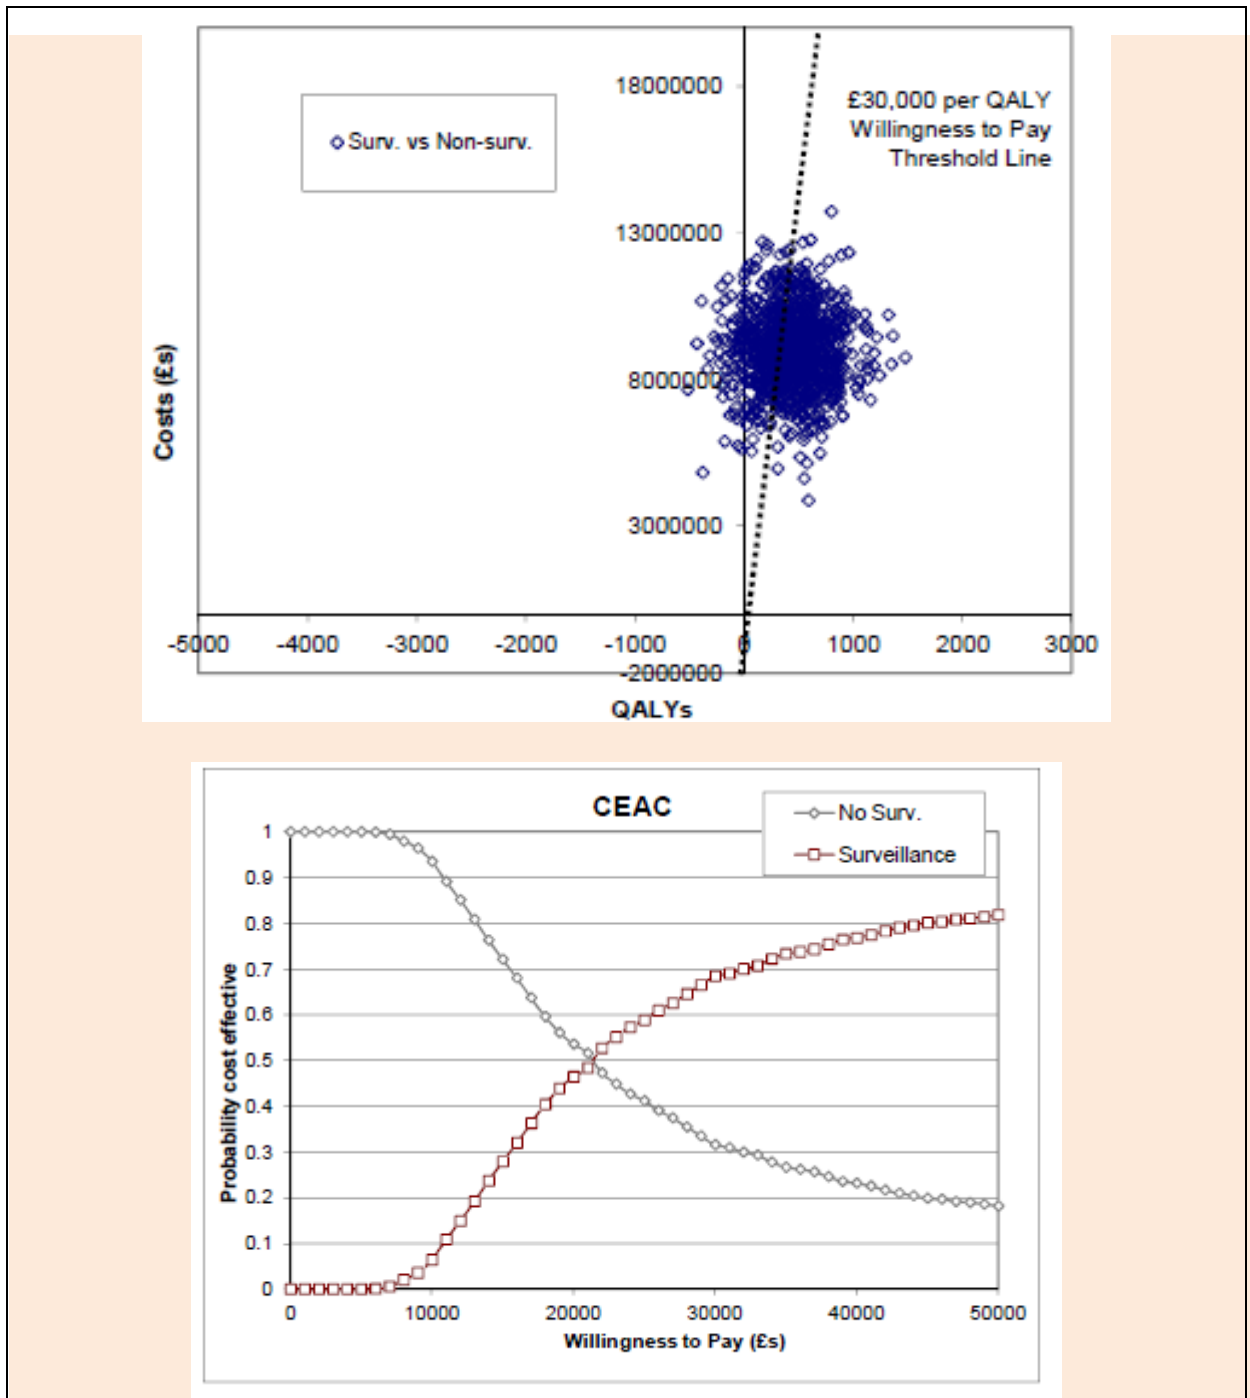 18000000
£30,000 per QALY
Willingness to Pay
Threshold Line
Surv. vs Non-surv.
13000000
8000000
3000000
Costs (£s)
-5000 -4000 -3000 -2000 -1000 0 1000 2000 3000
-2000000
QALYs
CEAC
No Surv.
Surveillance
1
0.9
0.8
0.7
0.6
0.5
0.4
0.3
0.2
0.1
0
Probability cost effective
0 10000 20000 30000 40000 50000
Willingness to Pay (£s)